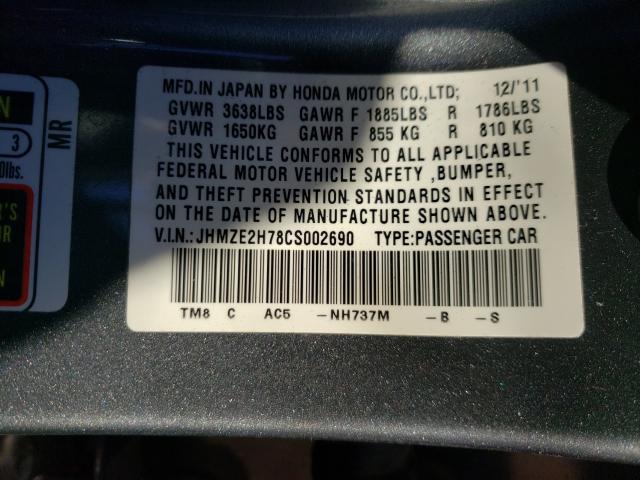 MFD.IN JAPAN BY HONDA MOTOR CO.,LTD; 12/'11
GVWR 3638LBS GAWR F 1885LBS R 1786LBS
GVWR 1650KG GAWR F 855 KG R 810 KG
THIS VEHICLE CONFORMS TO ALL APPLICABLE
FEDERAL MOTOR VEHICLE SAFETY ,BUMPER,
AND THEFT PREVENTION STANDARDS IN EFFECT
ON THE DATE OF MANUFACTURE SHOWN ABOVE.
V.I.N.:JHMZE2H78CS002690 TYPE:PASSENGER CAR
TM8 C AC5 -NH737M -B -S
3
MR